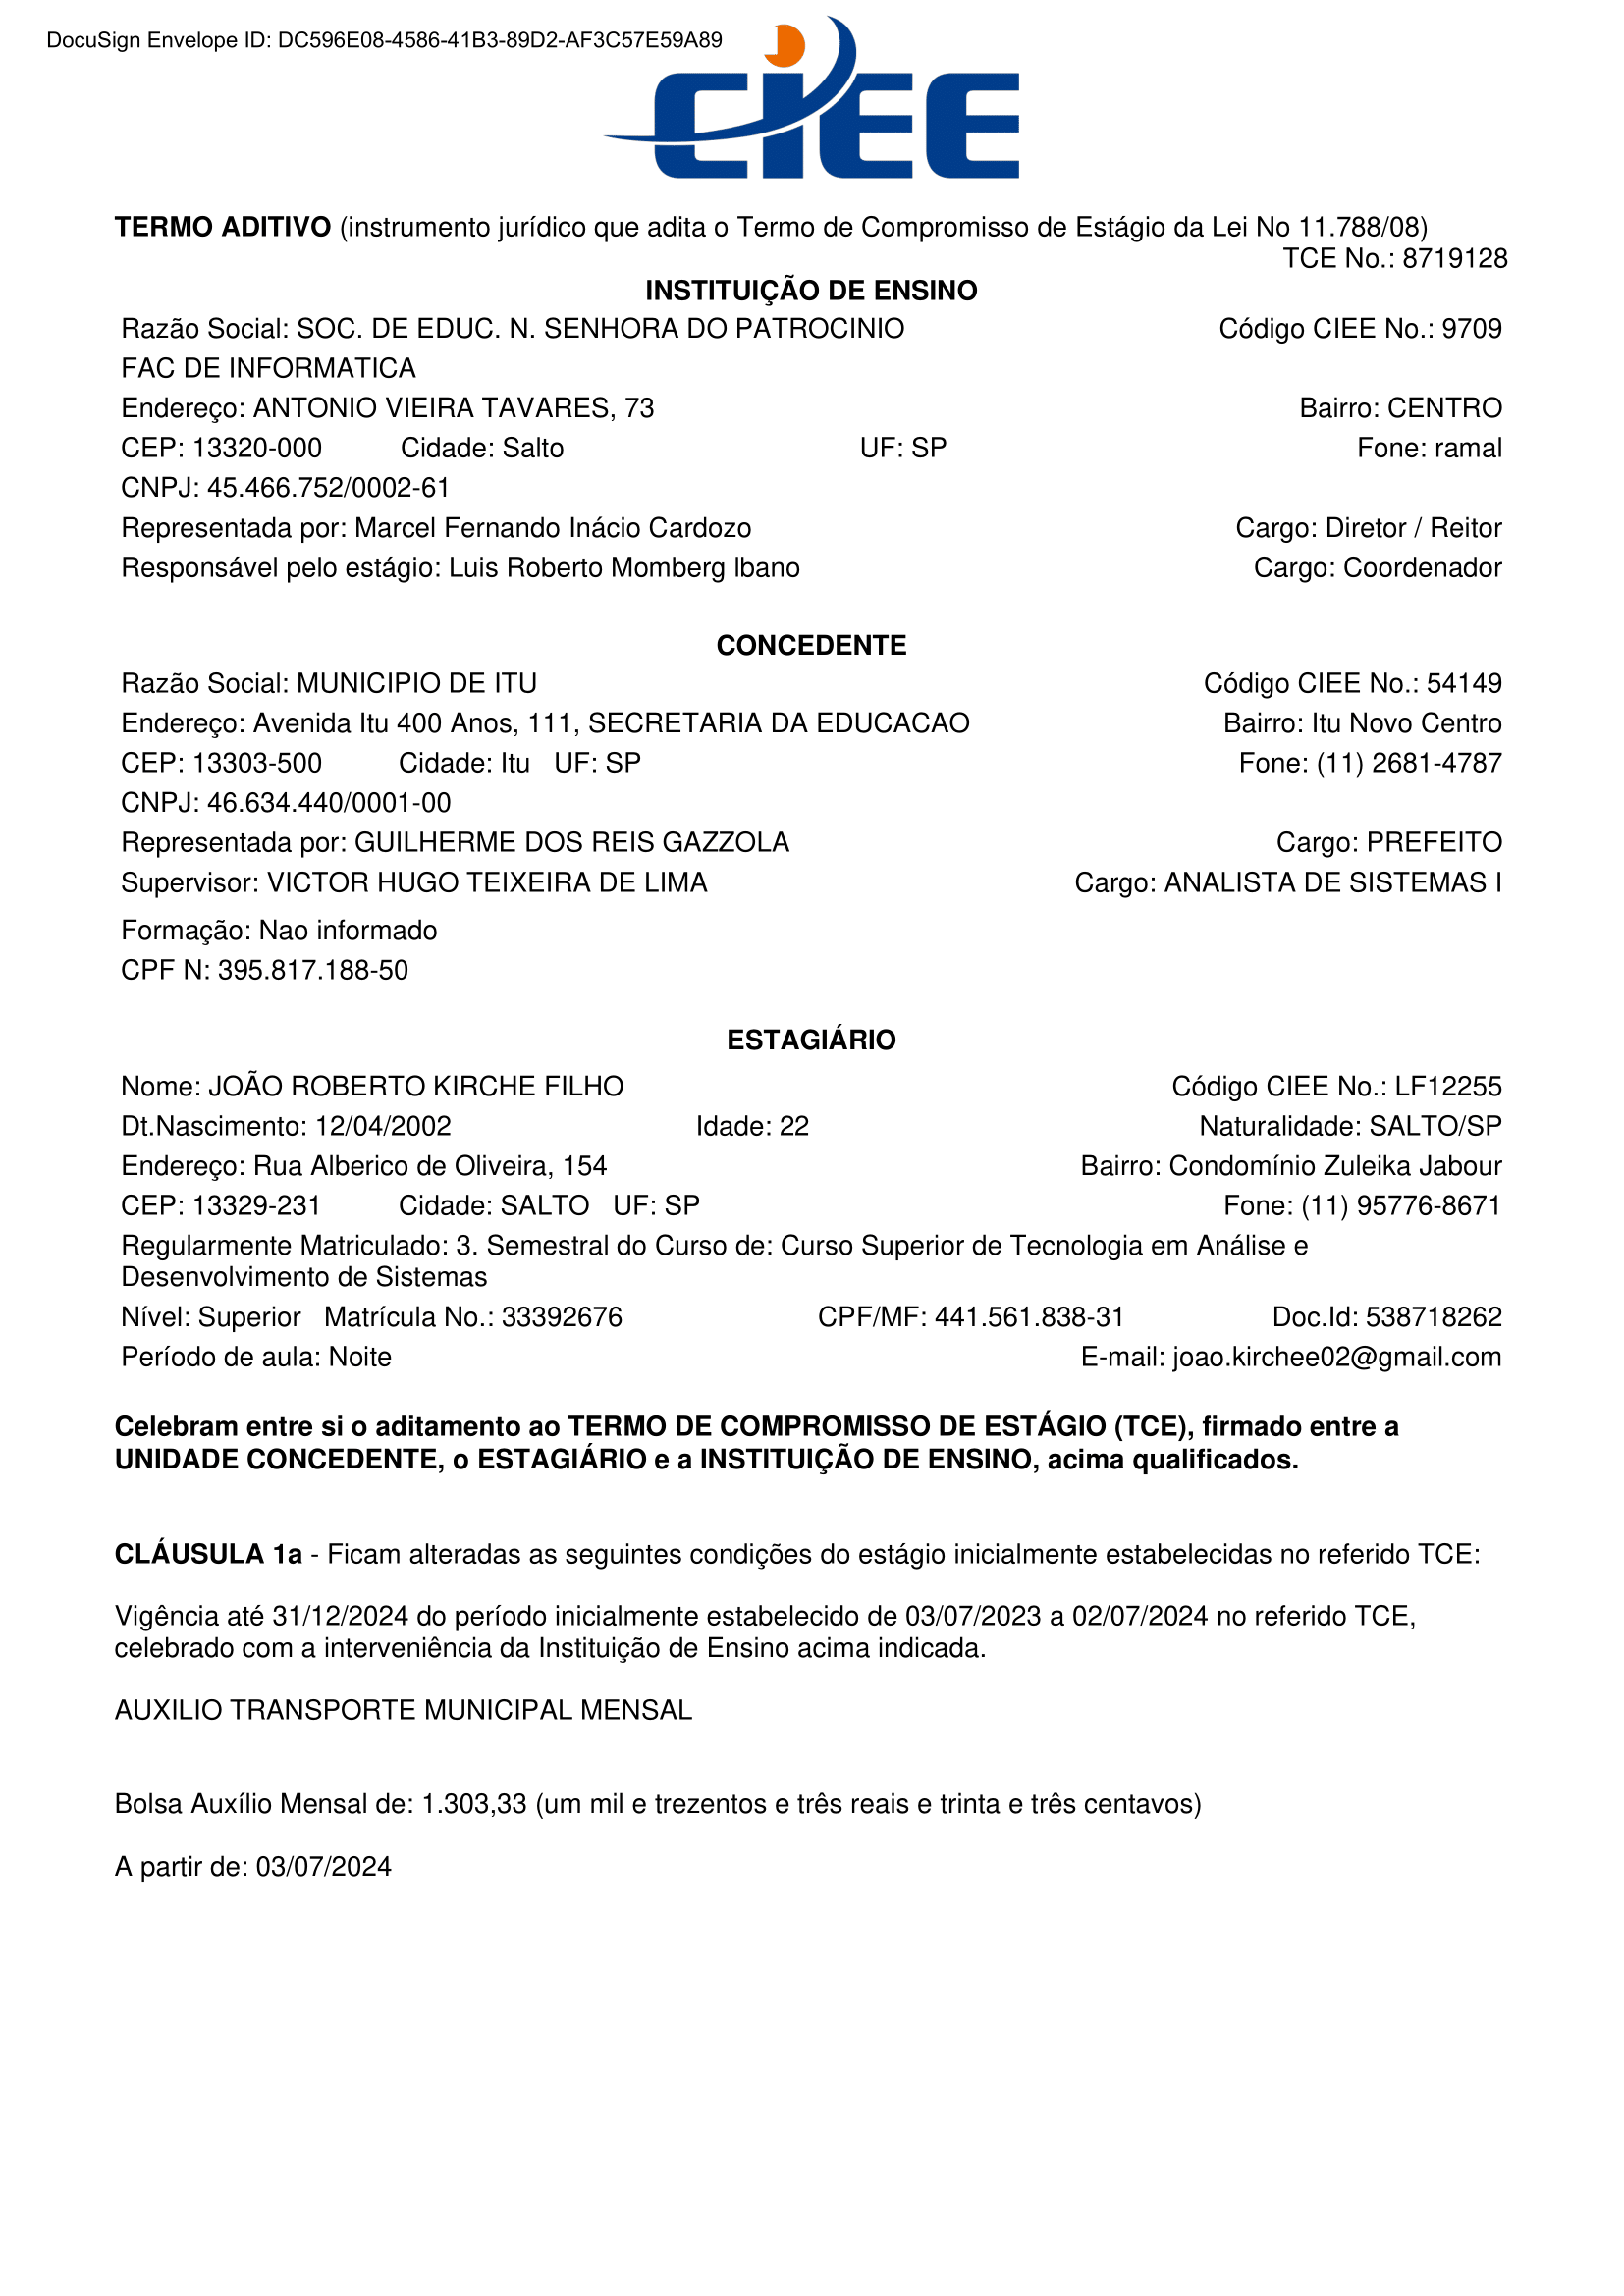 DocuSign Envelope ID: DC596E08-4586-41B3-89D2-AF3C57E59A89
CIEE
TERMO ADITIVO (instrumento jurídico que adita o Termo de Compromisso de Estágio da Lei No 11.788/08)
TCE No.: 8719128
INSTITUIÇÃO DE ENSINO
Razão Social: SOC. DE EDUC. N. SENHORA DO PATROCINIO Código CIEE No.: 9709
FAC DE INFORMATICA
Endereço: ANTONIO VIEIRA TAVARES, 73 Bairro: CENTRO
CEP: 13320-000 Cidade: Salto UF: SP Fone: ramal
CNPJ: 45.466.752/0002-61
Representada por: Marcel Fernando Inácio Cardozo Cargo: Diretor / Reitor
Responsável pelo estágio: Luis Roberto Momberg Ibano Cargo: Coordenador
CONCEDENTE
Razão Social: MUNICIPIO DE ITU Código CIEE No.: 54149
Endereço: Avenida Itu 400 Anos, 111, SECRETARIA DA EDUCACAO Bairro: Itu Novo Centro
CEP: 13303-500 Cidade: Itu UF: SP Fone: (11) 2681-4787
CNPJ: 46.634.440/0001-00
Representada por: GUILHERME DOS REIS GAZZOLA Cargo: PREFEITO
Supervisor: VICTOR HUGO TEIXEIRA DE LIMA Cargo: ANALISTA DE SISTEMAS I
Formação: Nao informado
CPF N: 395.817.188-50
ESTAGIÁRIO
Nome: JOÃO ROBERTO KIRCHE FILHO Código CIEE No.: LF12255
Dt.Nascimento: 12/04/2002 Idade: 22 Naturalidade: SALTO/SP
Endereço: Rua Alberico de Oliveira, 154 Bairro: Condomínio Zuleika Jabour
CEP: 13329-231 Cidade: SALTO UF: SP Fone: (11) 95776-8671
Regularmente Matriculado: 3. Semestral do Curso de: Curso Superior de Tecnologia em Análise e
Desenvolvimento de Sistemas
Nível: Superior Matrícula No.: 33392676 CPF/MF: 441.561.838-31 Doc.Id: 538718262
Período de aula: Noite E-mail: joao.kirchee02@gmail.com
Celebram entre si o aditamento ao TERMO DE COMPROMISSO DE ESTÁGIO (TCE), firmado entre a
UNIDADE CONCEDENTE, o ESTAGIÁRIO e a INSTITUIÇÃO DE ENSINO, acima qualificados.
CLÁUSULA 1a - Ficam alteradas as seguintes condições do estágio inicialmente estabelecidas no referido TCE:
Vigência até 31/12/2024 do período inicialmente estabelecido de 03/07/2023 a 02/07/2024 no referido TCE,
celebrado com a interveniência da Instituição de Ensino acima indicada.
AUXILIO TRANSPORTE MUNICIPAL MENSAL
Bolsa Auxílio Mensal de: 1.303,33 (um mil e trezentos e três reais e trinta e três centavos)
A partir de: 03/07/2024